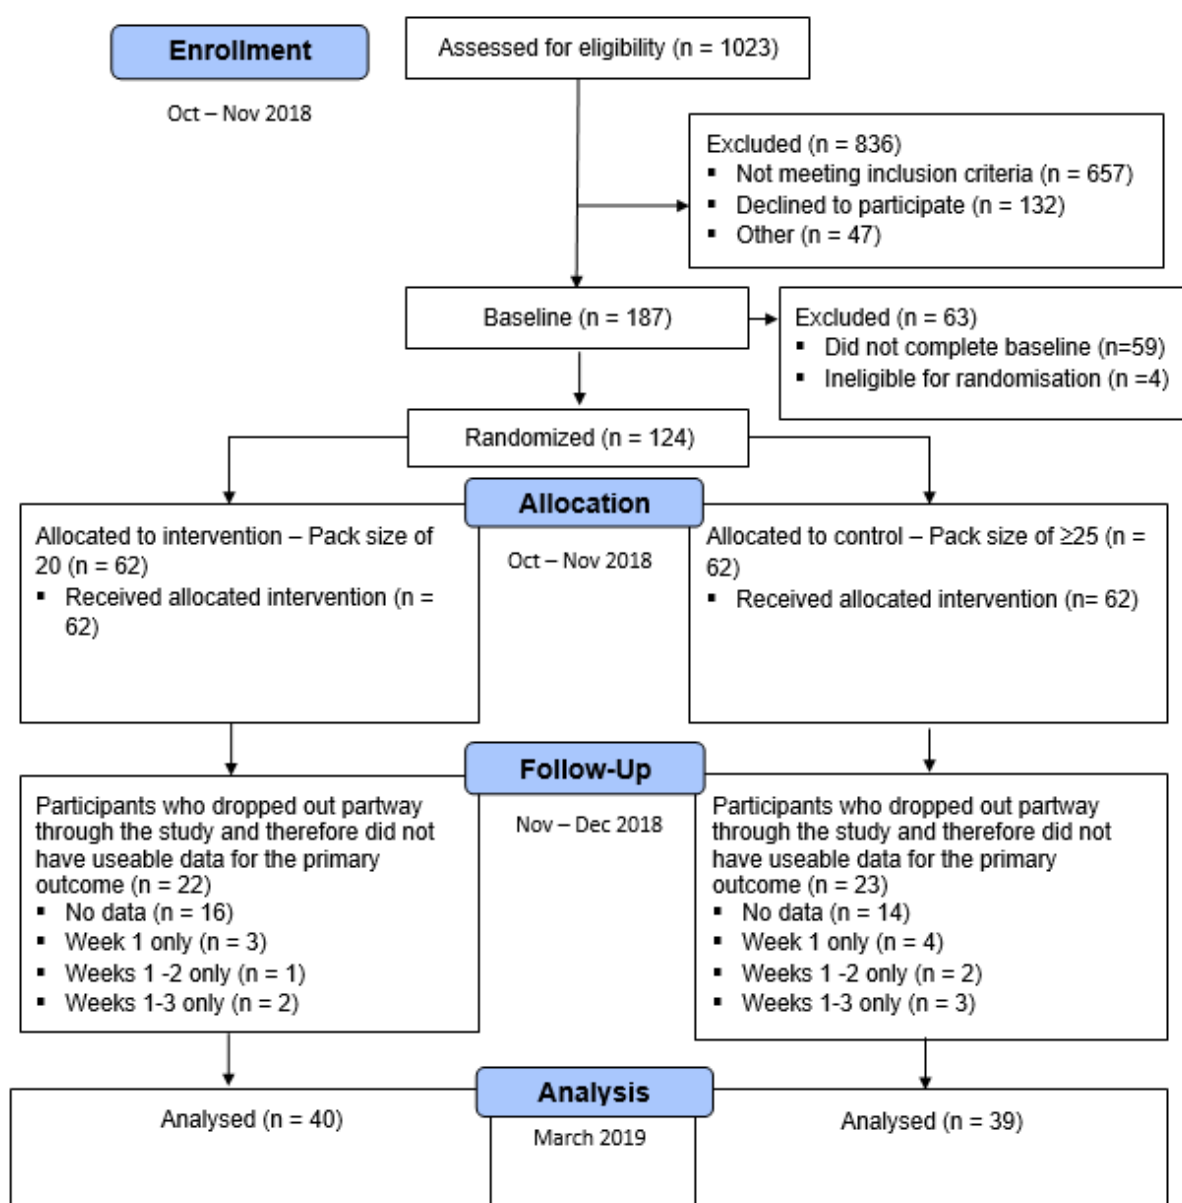 Enrollment
Assessed for eligibility (n = 1023)
Oct – Nov 2018
Excluded (n = 836)
▪ Not meeting inclusion criteria (n = 657)
▪ Declined to participate (n = 132)
▪ Other (n = 47)
Baseline (n = 187)
Excluded (n = 63)
▪ Did not complete baseline (n=59)
▪ Ineligible for randomisation (n =4)
Randomized (n = 124)
Allocation
Oct – Nov 2018
Allocated to intervention – Pack size of
20 (n = 62)
▪ Received allocated intervention (n =
62)
Allocated to control – Pack size of ≥25 (n =
62)
▪ Received allocated intervention (n= 62)
Follow-Up
Nov – Dec 2018
Participants who dropped out partway
through the study and therefore did not
have useable data for the primary
outcome (n = 22)
▪ No data (n = 16)
▪ Week 1 only (n = 3)
▪ Weeks 1 -2 only (n = 1)
▪ Weeks 1-3 only (n = 2)
Participants who dropped out partway
through the study and therefore did not
have useable data for the primary
outcome (n = 23)
▪ No data (n = 14)
▪ Week 1 only (n = 4)
▪ Weeks 1 -2 only (n = 2)
▪ Weeks 1-3 only (n = 3)
Analysis
March 2019
Analysed (n = 40)
Analysed (n = 39)